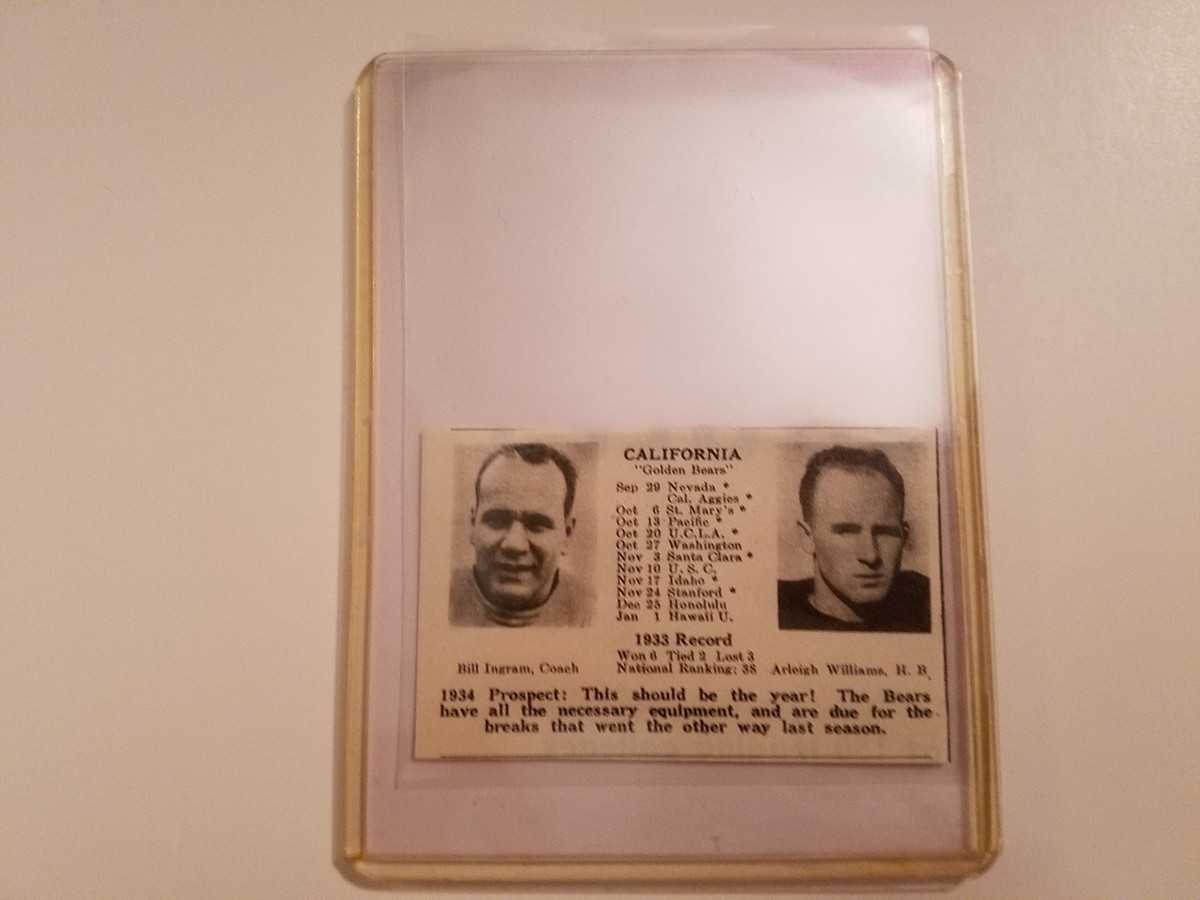 CALIFORNIA
"Golden Bears"
Sep 29 Nevada *
Cal. Aggies *
Oct 6 St. Mary's *
Oct 13 Pacific *
Oct 20 U.C.L.A. *
Oct 27 Washington
Nov 3 Santa Clara *
Nov 10 U. S. C.
Nov 17 Idaho *
Nov 24 Stanford *
Dec 25 Honolulu
Jan 1 Hawaii U.
1933 Record
Won 6 Tied 2 Lost 3
National Ranking: 38
Bill Ingram, Coach
Arleigh Williams, H. B.
1934 Prospect: This should be the year! The Bears
have all the necessary equipment, and are due for the
breaks that went the other way last season.